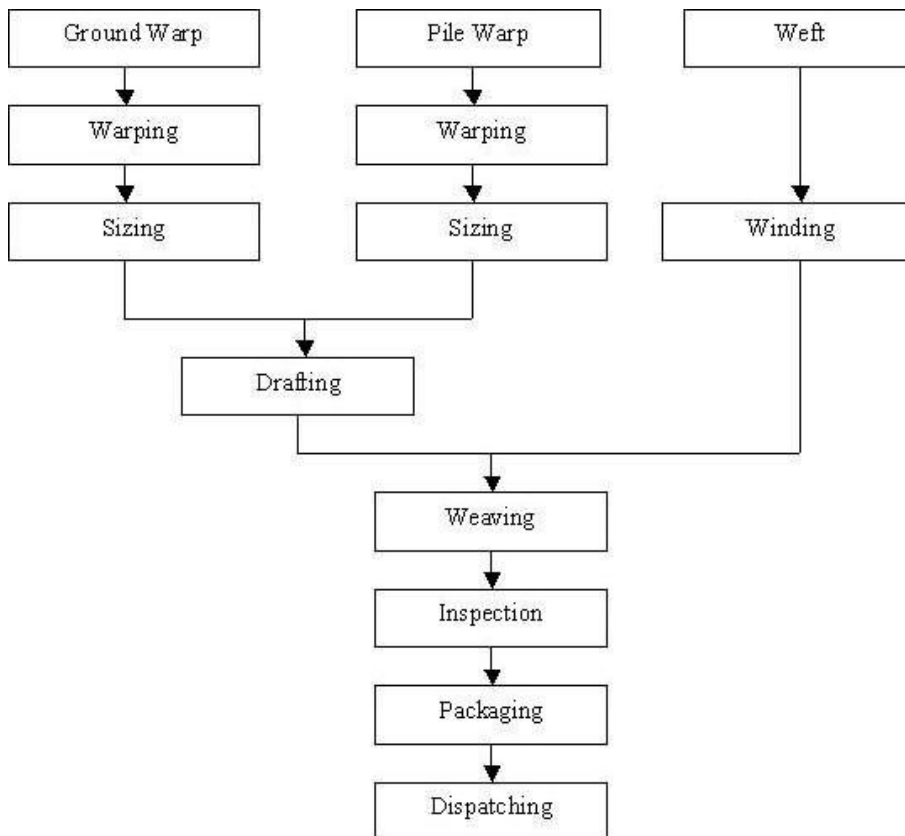 Ground Warp
Pile Warp
Weft
Warping
Warping
Sizing
Sizing
Winding
Drafting
Weaving
Inspection
Packaging
Dispatching